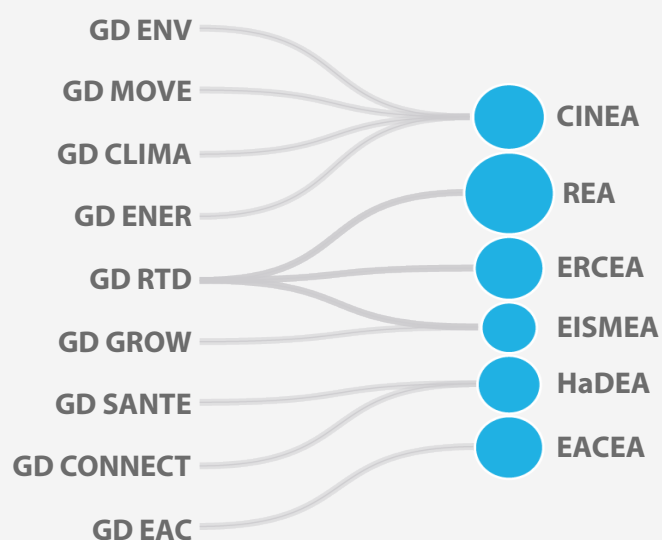 GD ENV
GD MOVE
GD CLIMA
GD ENER
GD RTD
GD GROW
GD SANTE
GD CONNECT
GD EAC
CINEA
REA
ERCEA
EISMEA
HaDEA
EACEA